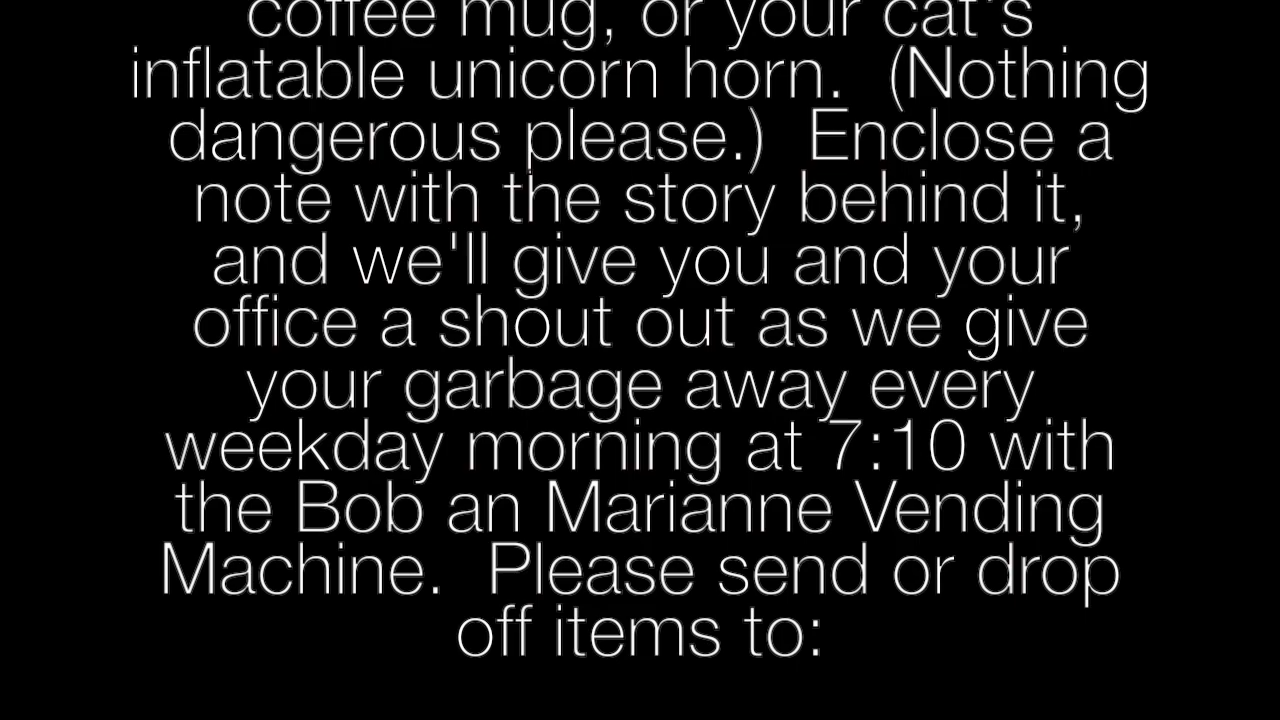 coffee mug, or your cat's
inflatable unicorn horn.  (Nothing
dangerous please.)  Enclose a
note with the story behind it,
and we'll give you and your
office a shout out as we give
your garbage away every
weekday morning at 7:10 with
the Bob an Marianne Vending
Machine.  Please send or drop
off items to: